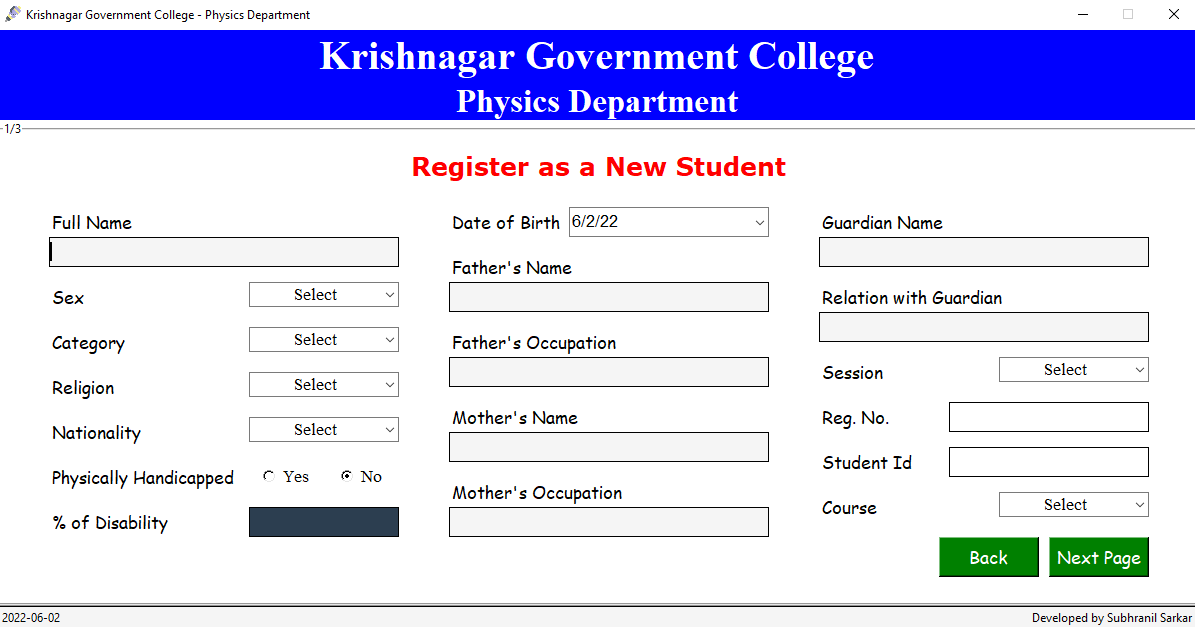 Krishnagar Government College - Physics Department
Krishnagar Government College
Physics Department
1/3
Register as a New Student
Full Name
Sex Select
Category Select
Religion Select
Nationality Select
Physically Handicapped Yes No
% of Disability
Date of Birth 6/2/22
Father's Name
Father's Occupation
Mother's Name
Mother's Occupation
Guardian Name
Relation with Guardian
Session Select
Reg. No.
Student Id
Course Select
Back Next Page
2022-06-02 Developed by Subhranil Sarkar